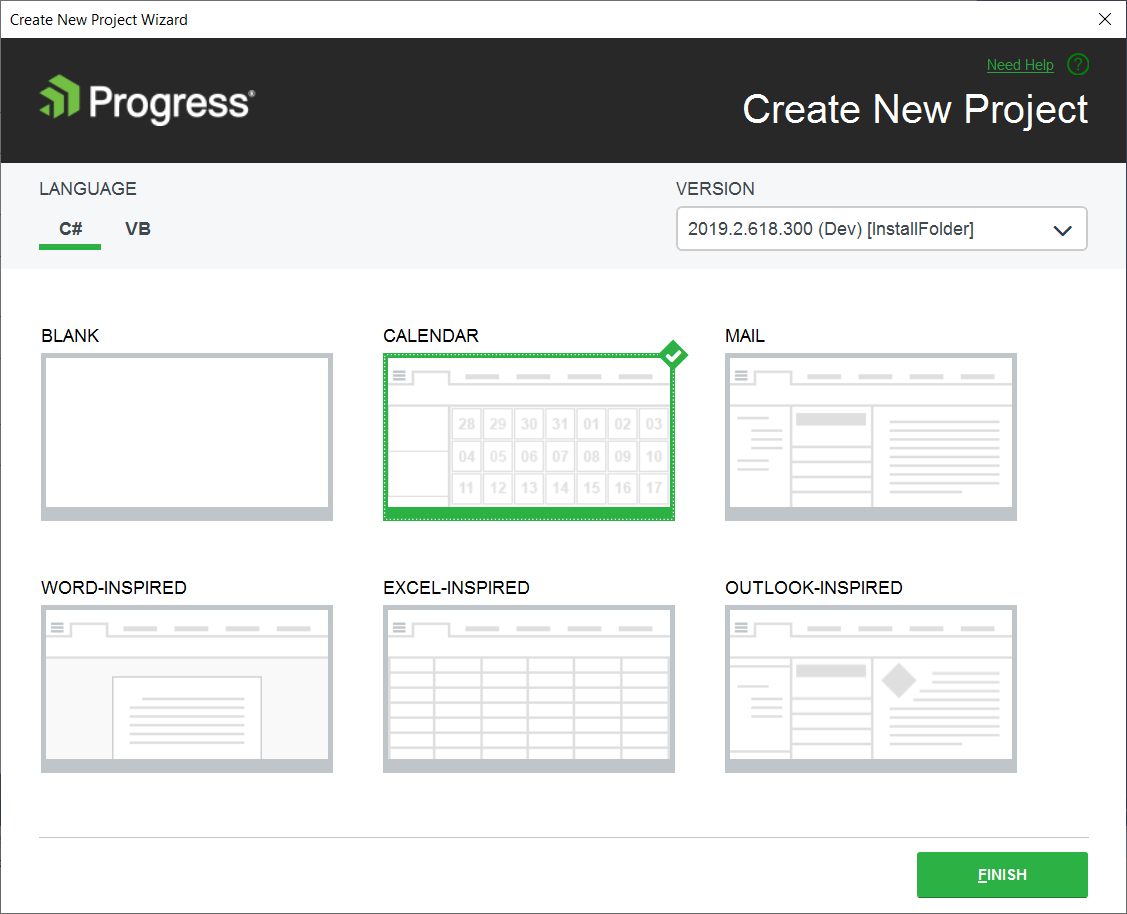 Create New Project Wizard
Need Help ?
Progress®
Create New Project
LANGUAGE
VERSION
C# VB
2019.2.618.300 (Dev) [InstallFolder]
BLANK
CALENDAR
MAIL
28 29 30 31 01 02 03
04 05 06 07 08 09 10
11 12 13 14 15 16 17
WORD-INSPIRED
EXCEL-INSPIRED
OUTLOOK-INSPIRED
FINISH